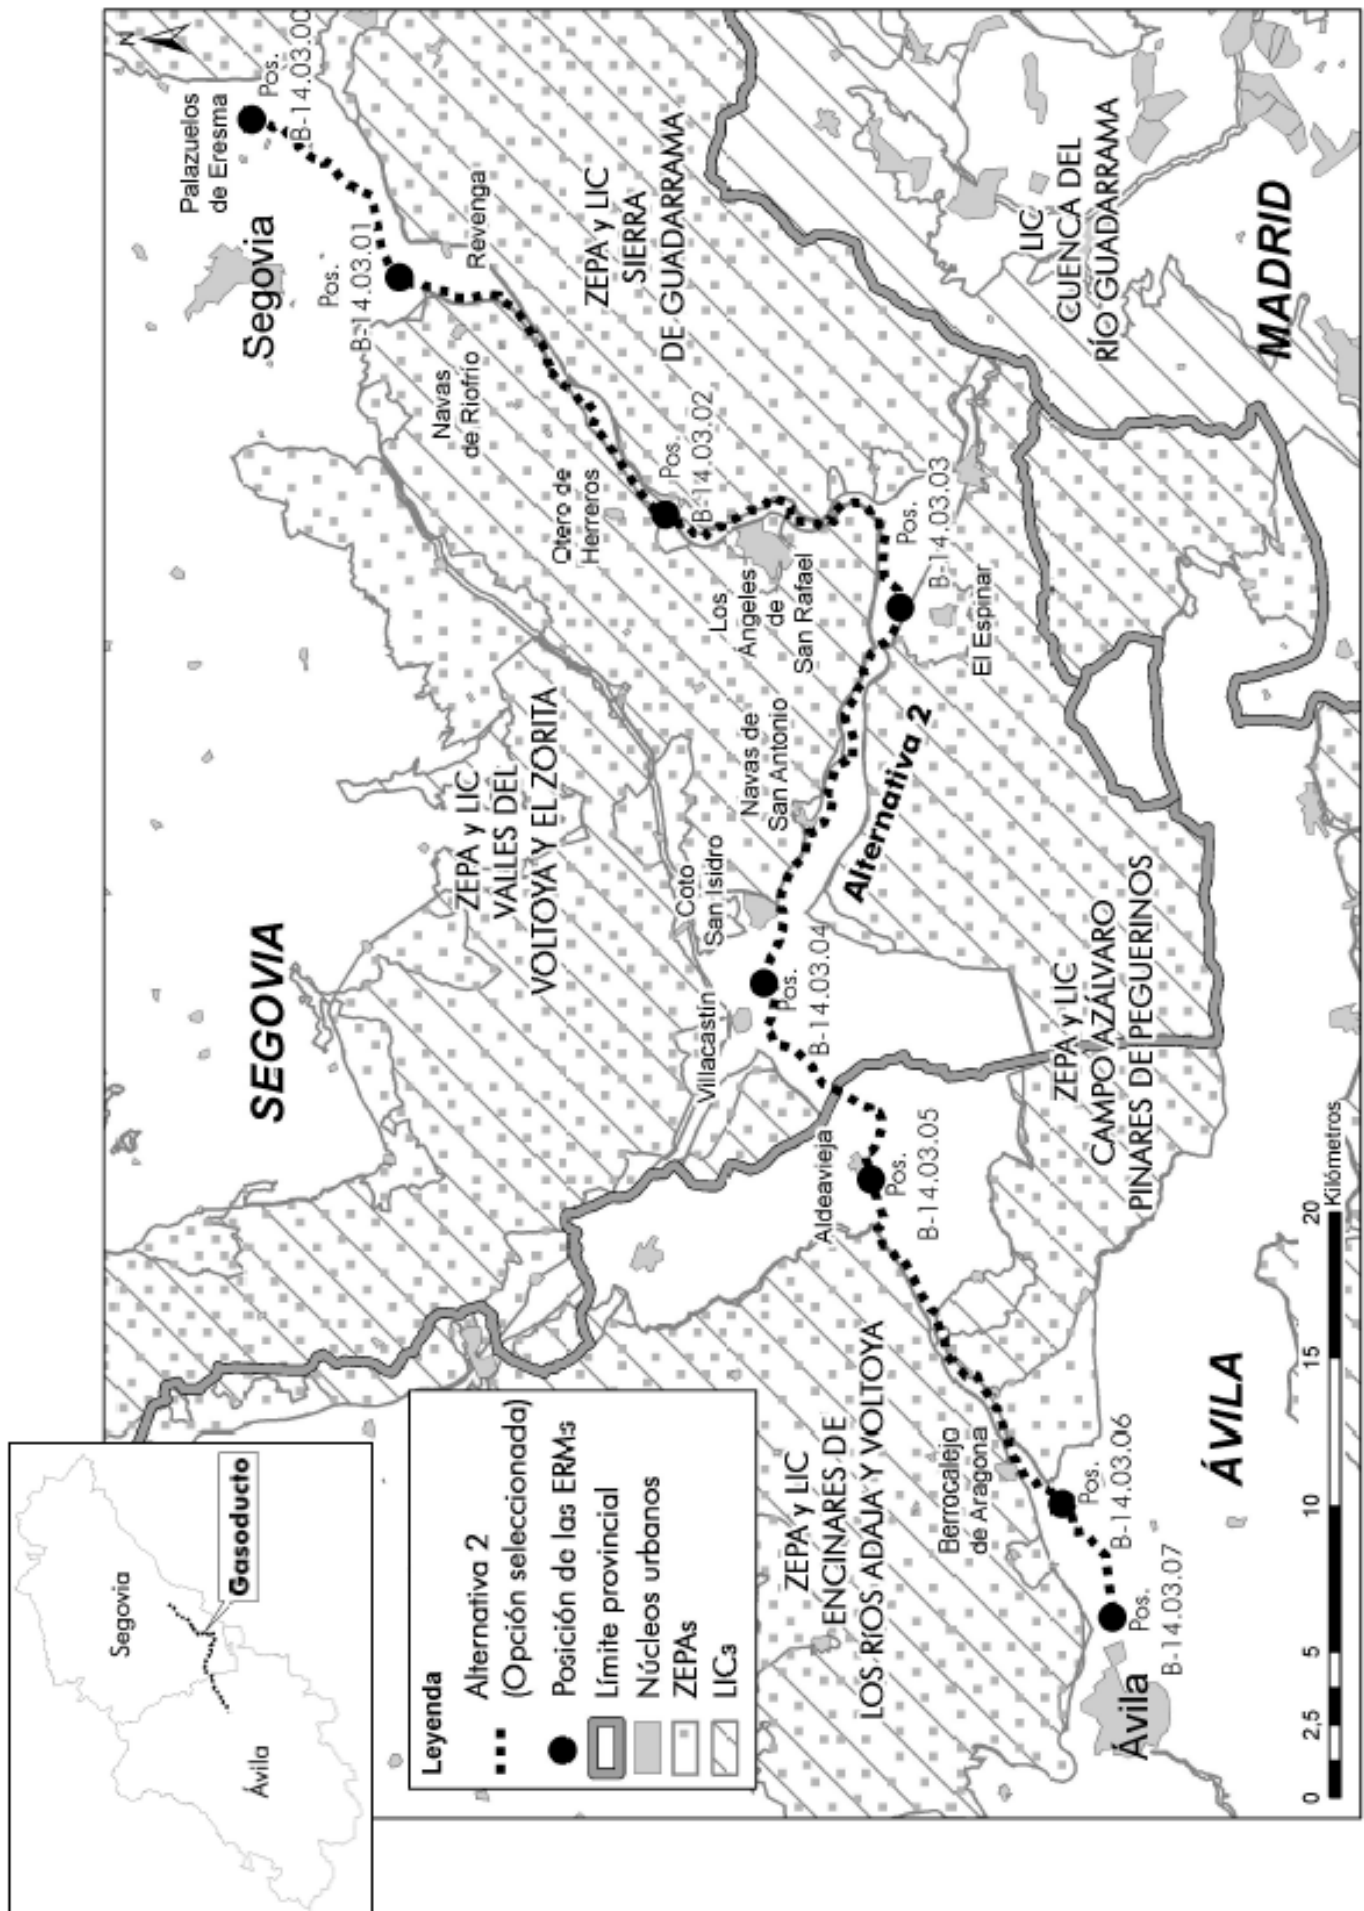 Segovia
Gasoducto
Ávila
Leyenda
Alternativa 2
(Opción seleccionada)
Posición de las ERMs
Límite provincial
Núcleos urbanos
ZEPAs
LICs
N
Palazuelos
de Eresma
Pos.
B-14.03.00
Segovia
Pos.
B-14.03.01
Revenga
Navas
de Riofrío
SEGOVIA
ZEPA y LIC
VALLES DEL
VOLTOYA Y EL ZORITA
Otero de
Herreros
ZEPA y LIC
SIERRA
DE GUADARRAMA
Pos.
B-14.03.02
Los
Ángeles
de
San Rafael
Coto
San Isidro
Navas de
San Antonio
Villacastín
Pos.
B-14.03.04
Alternativa 2
Pos.
B-14.03.03
El Espinar
Aldeavieja
Pos.
B-14.03.05
ZEPA y LIC
ENCINARES DE
LOS RÍOS ADAJA Y VOLTOYA
Berrocalejo
de Aragona
Pos.
B-14.03.06
Pos.
B-14.03.07
Ávila
ÁVILA
ZEPA y LIC
CAMPO AZÁLVARO
PINARES DE PEGUERINOS
LIC
CUENCA DEL
RÍO GUADARRAMA
MADRID
0 2,5 5 10 15 20
Kilómetros